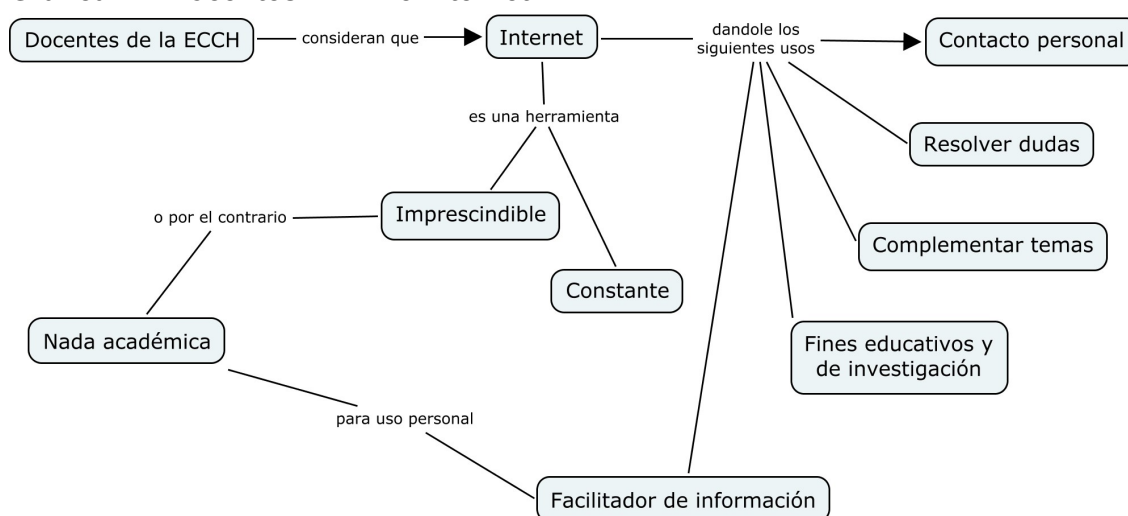 Docentes de la ECCH
consideran que
Internet
dandole los
siguientes usos
Contacto personal
es una herramienta
Resolver dudas
Imprescindible
o por el contrario
Complementar temas
Constante
Nada académica
Fines educativos y
de investigación
para uso personal
Facilitador de información